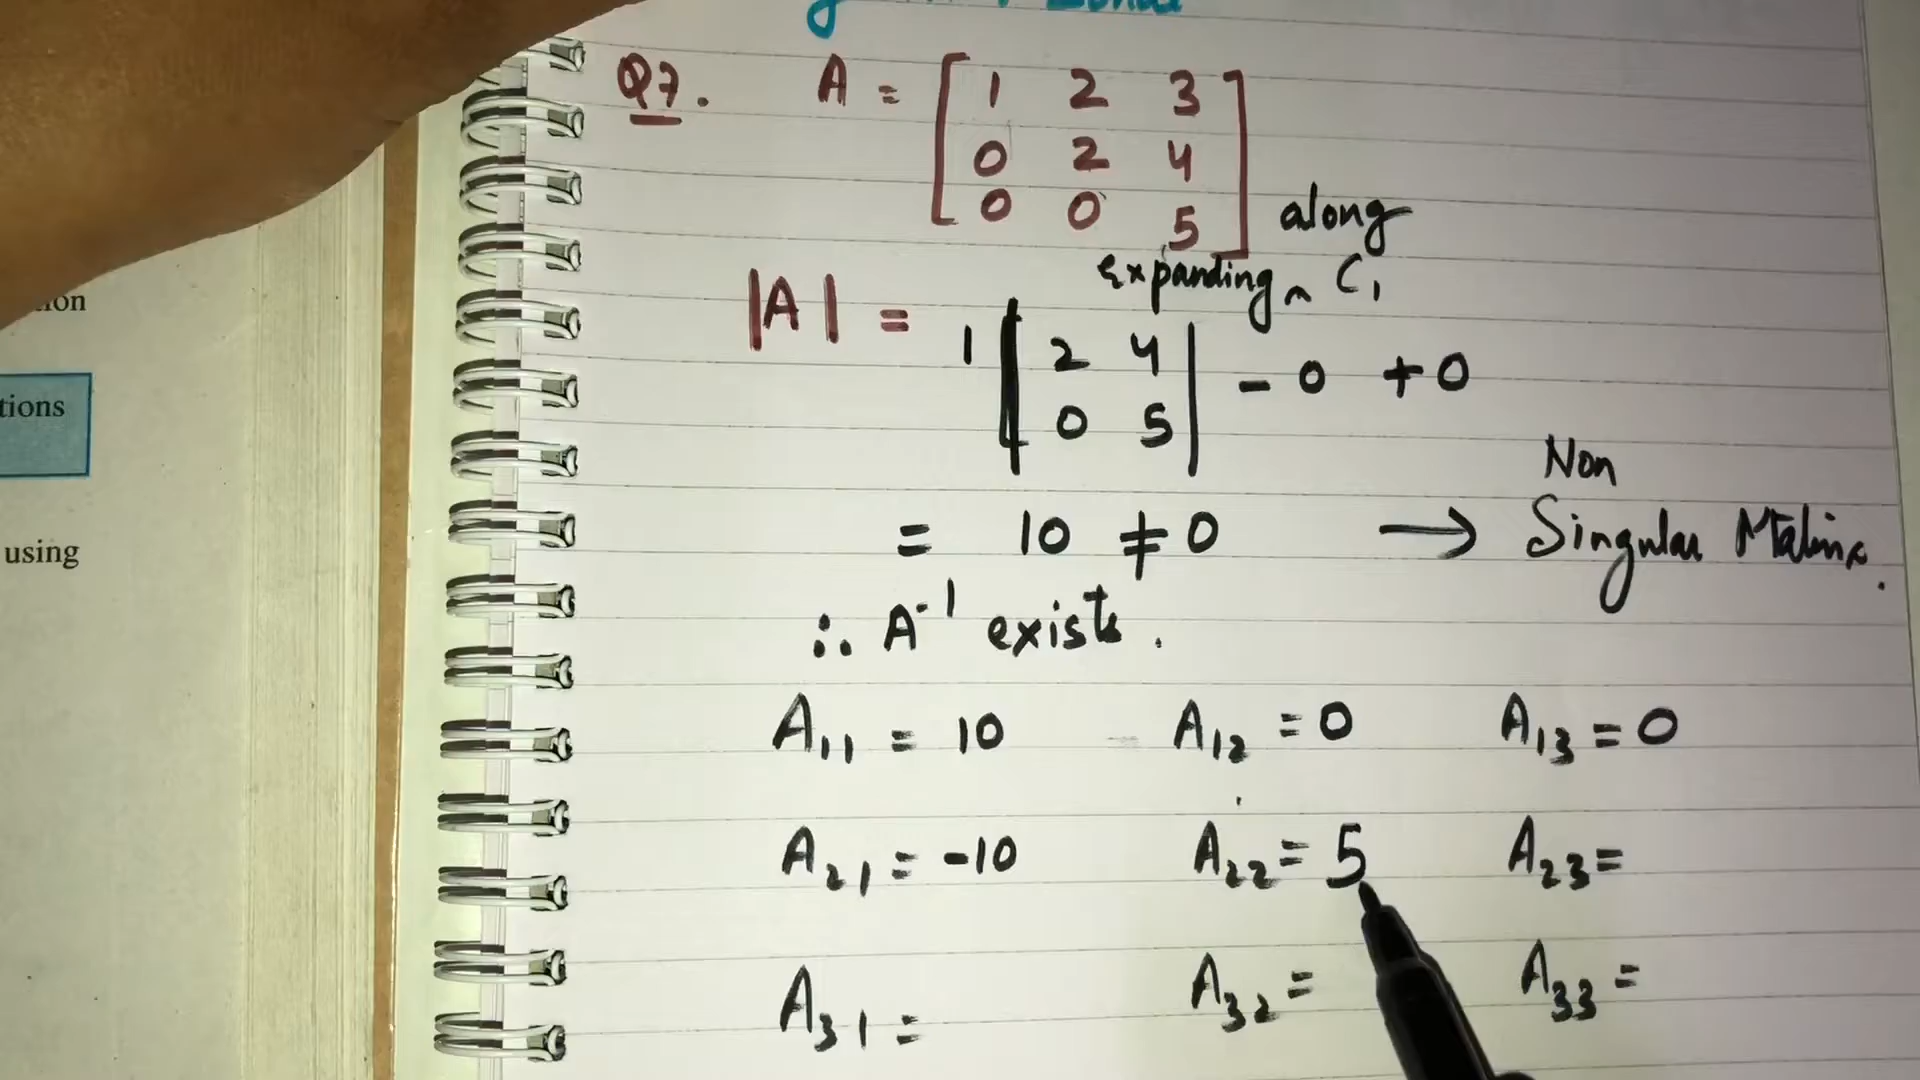 Q7. A = [ 1 2 3
0 2 4
0 0 5 ]
expanding ^ along C₁
|A| = 1 | 2 4
0 5 | - 0 + 0
= 10 ≠ 0 → Non Singular
∴ A⁻¹ exists.
A₁₁ = 10 A₁₂ = 0 A₁₃ = 0
A₂₁ = -10 A₂₂ = 5 A₂₃ =
A₃₁ = A₃₂ = A₃₃ =
tions
using